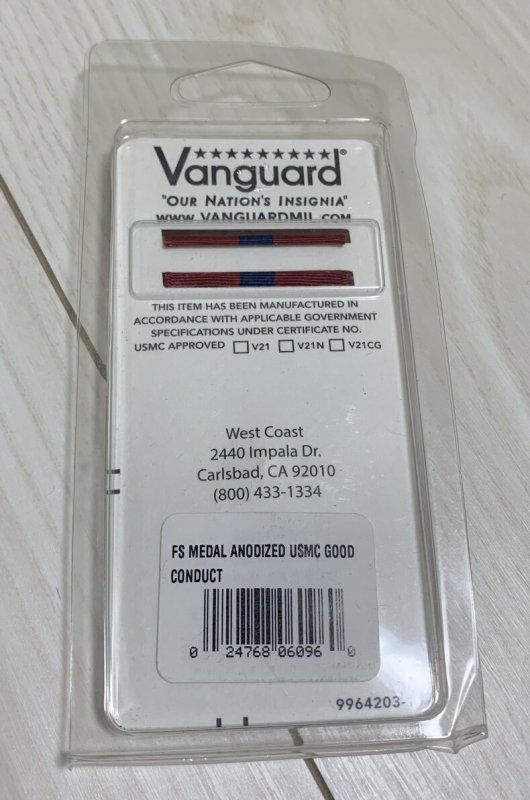 Vanguard®
"OUR NATION'S INSIGNIA"
WWW.VANGUARDMIL.COM
THIS ITEM HAS BEEN MANUFACTURED IN
ACCORDANCE WITH APPLICABLE GOVERNMENT
SPECIFICATIONS UNDER CERTIFICATE NO.
USMC APPROVED V21 V21N V21CG
West Coast
2440 Impala Dr.
Carlsbad, CA 92010
(800) 433-1334
FS MEDAL ANODIZED USMC GOOD
CONDUCT
0 24768 06096 0
9964203-